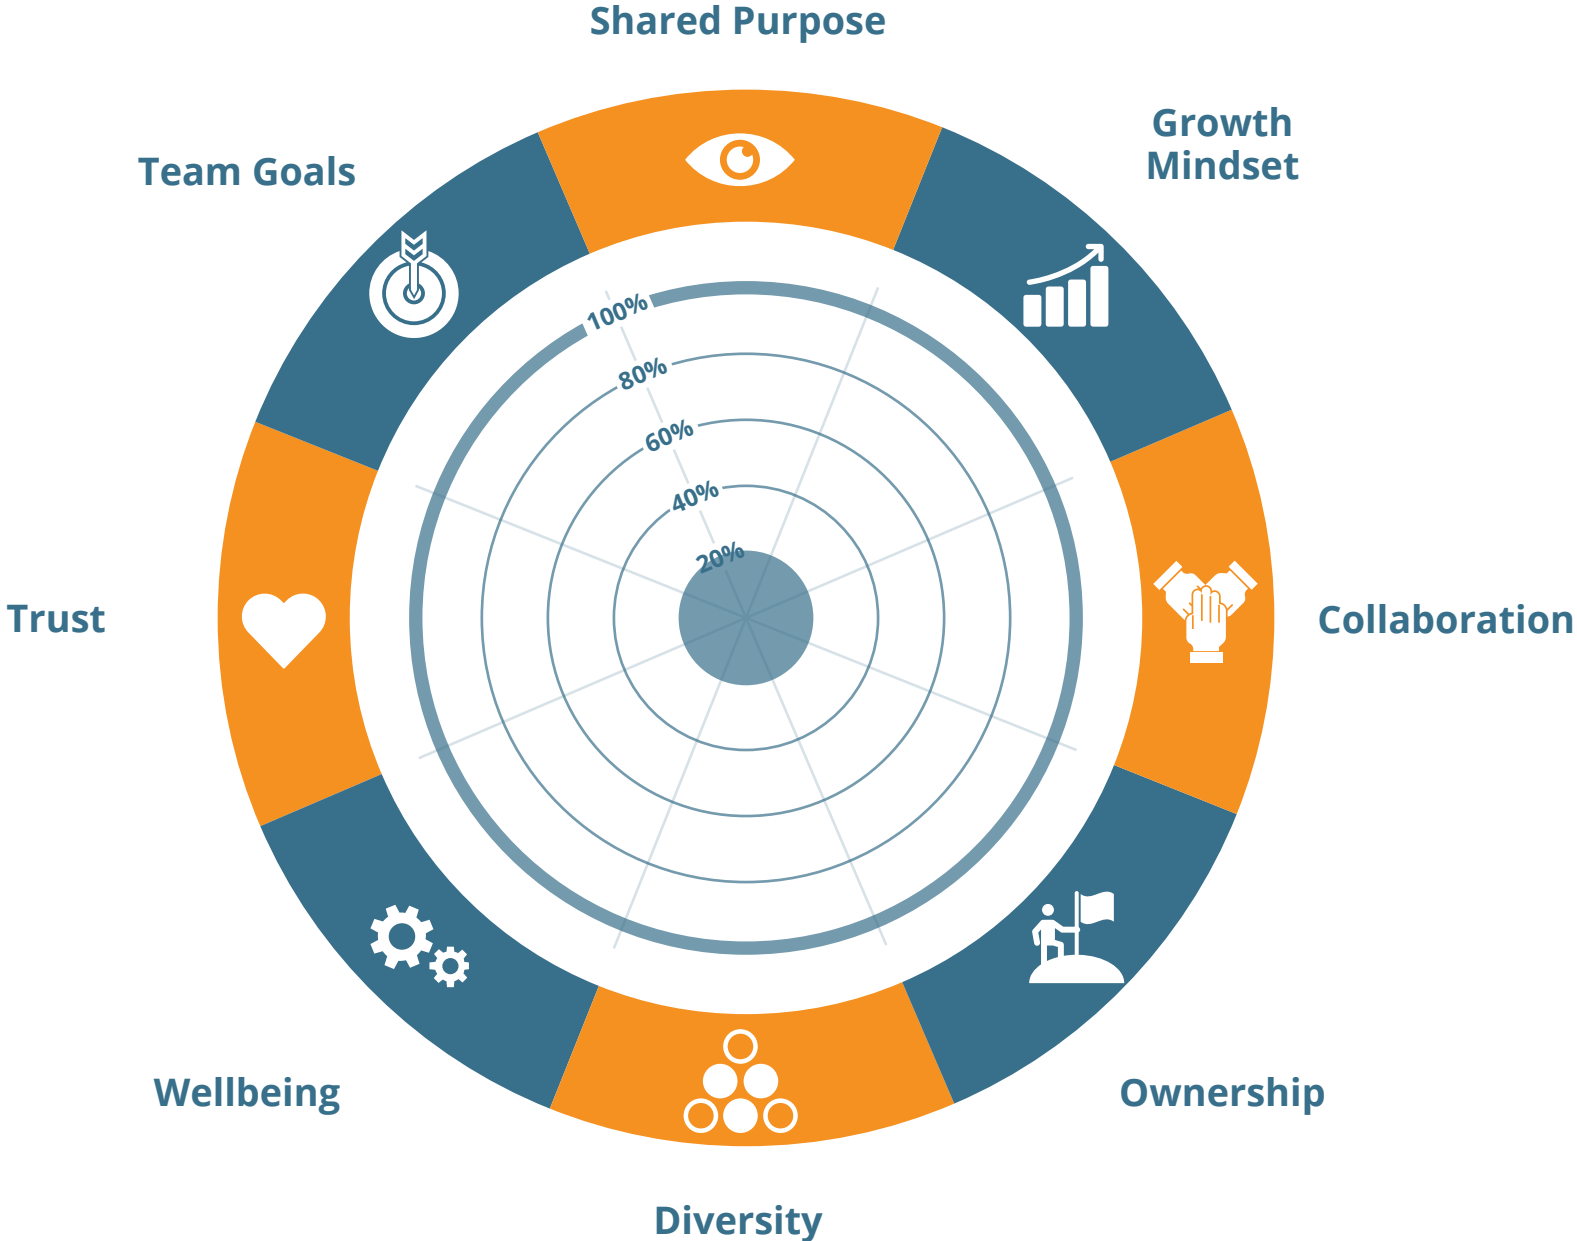 Shared Purpose
Growth
Mindset
Team Goals
100%
80%
60%
40%
20%
Trust
Collaboration
Wellbeing
Ownership
Diversity